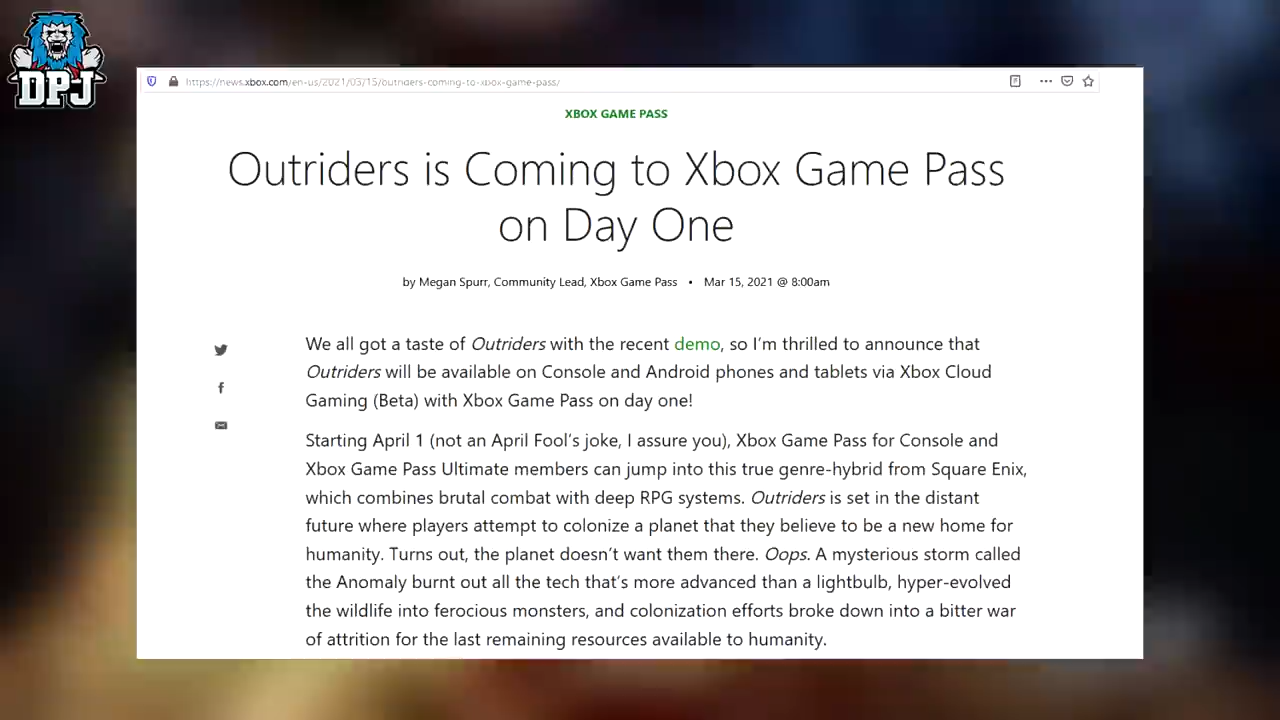 DPJ
https://news.xbox.com/en-us/2021/03/15/outriders-coming-to-xbox-game-pass/
XBOX GAME PASS
Outriders is Coming to Xbox Game Pass
on Day One
by Megan Spurr, Community Lead, Xbox Game Pass • Mar 15, 2021 @ 8:00am
We all got a taste of Outriders with the recent demo, so I'm thrilled to announce that
Outriders will be available on Console and Android phones and tablets via Xbox Cloud
Gaming (Beta) with Xbox Game Pass on day one!
Starting April 1 (not an April Fool's joke, I assure you), Xbox Game Pass for Console and
Xbox Game Pass Ultimate members can jump into this true genre-hybrid from Square Enix,
which combines brutal combat with deep RPG systems. Outriders is set in the distant
future where players attempt to colonize a planet that they believe to be a new home for
humanity. Turns out, the planet doesn't want them there. Oops. A mysterious storm called
the Anomaly burnt out all the tech that's more advanced than a lightbulb, hyper-evolved
the wildlife into ferocious monsters, and colonization efforts broke down into a bitter war
of attrition for the last remaining resources available to humanity.